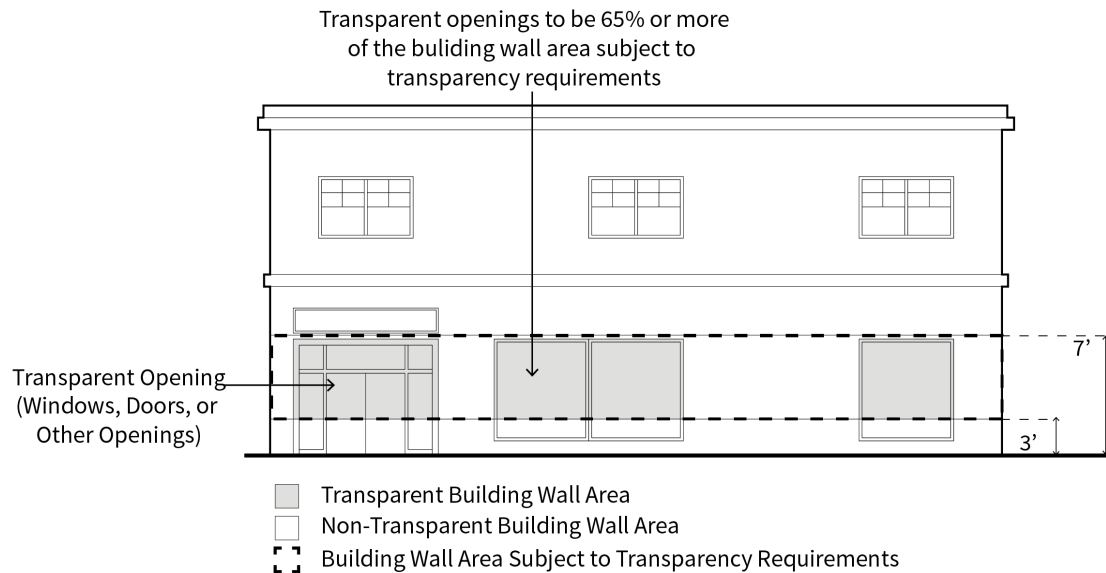 Transparent openings to be 65% or more
of the buliding wall area subject to
transparency requirements
7’
Transparent Opening
(Windows, Doors, or
Other Openings)
3’
Transparent Building Wall Area
Non-Transparent Building Wall Area
Building Wall Area Subject to Transparency Requirements